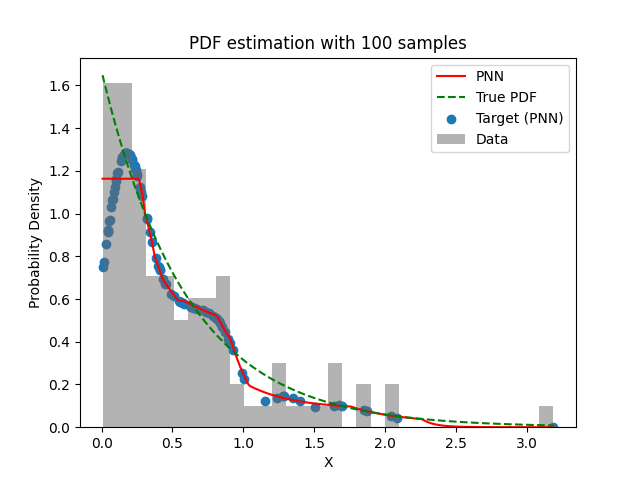 PDF estimation with 100 samples
PNN
True PDF
Target (PNN)
Data
Probability Density
1.6
1.4
1.2
1.0
0.8
0.6
0.4
0.2
0.0
0.0 0.5 1.0 1.5 2.0 2.5 3.0
X